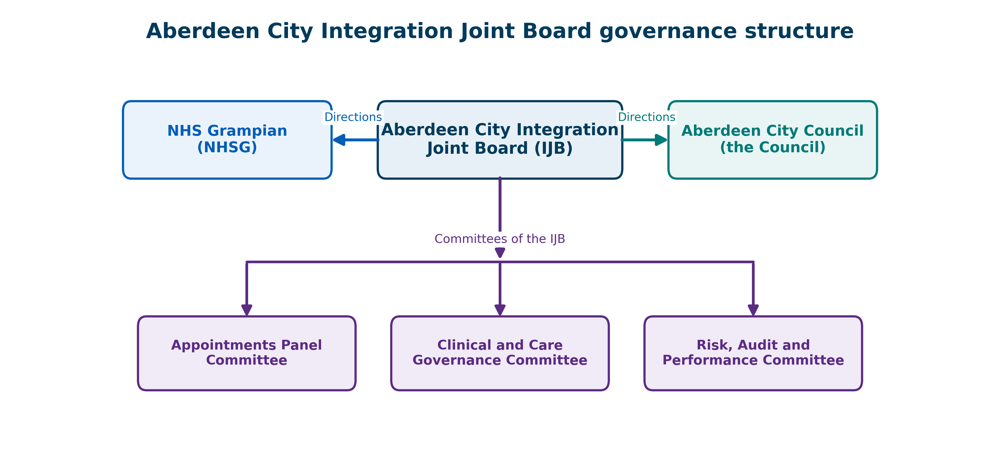 Aberdeen City Integration Joint Board governance structure
NHS Grampian
(NHSG)
Directions
Aberdeen City Integration
Joint Board (IJB)
Directions
Aberdeen City Council
(the Council)
Committees of the IJB
Appointments Panel
Committee
Clinical and Care
Governance Committee
Risk, Audit and
Performance Committee